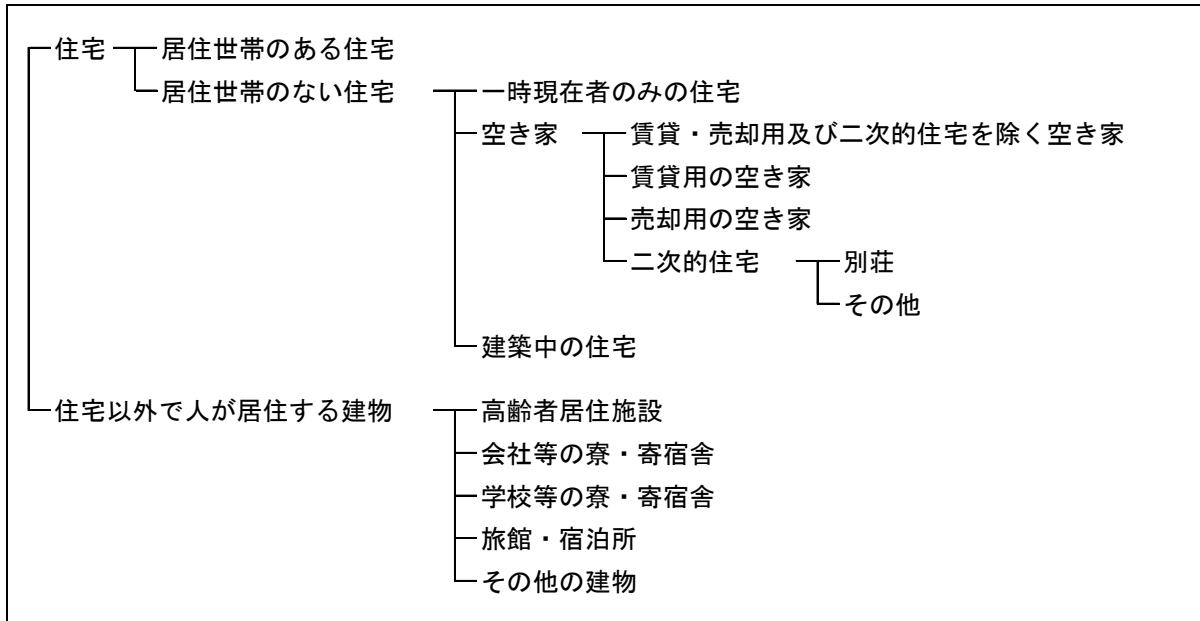 住宅 居住世帯のある住宅
居住世帯のない住宅 一時現在者のみの住宅
空き家 賃貸・売却用及び二次的住宅を除く空き家
賃貸用の空き家
売却用の空き家
二次的住宅 別荘
その他
建築中の住宅
住宅以外で人が居住する建物 高齢者居住施設
会社等の寮・寄宿舎
学校等の寮・寄宿舎
旅館・宿泊所
その他の建物